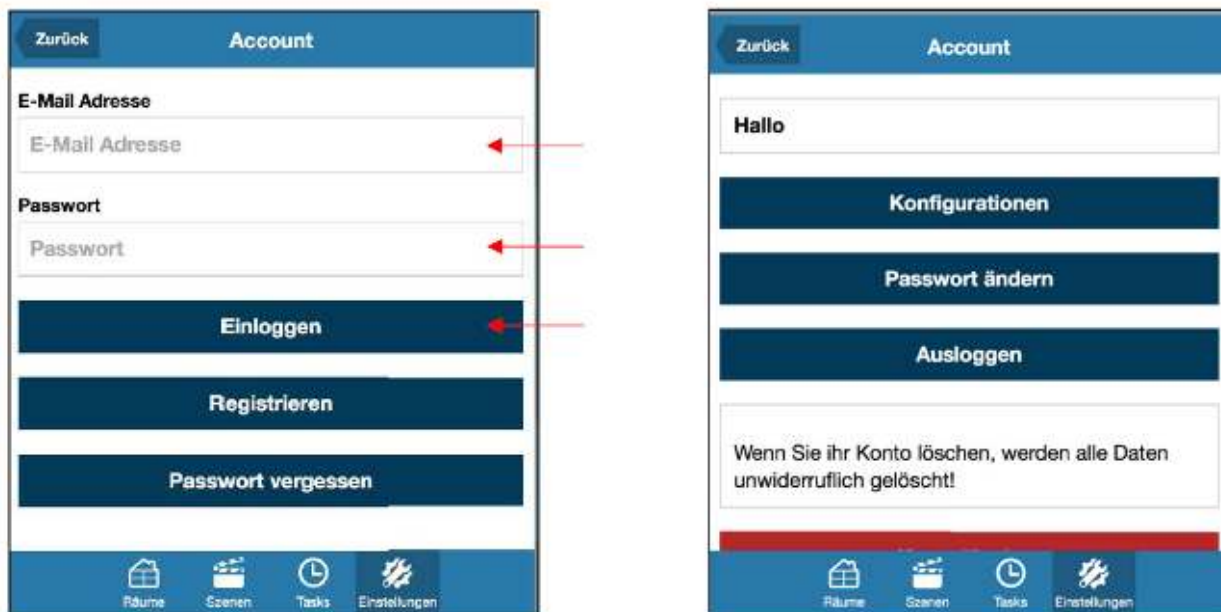 Zurück
Account
E-Mail Adresse
E-Mail Adresse
Passwort
Passwort
Einloggen
Registrieren
Passwort vergessen
Räume
Szenen
Tasks
Einstellungen
Zurück
Account
Hallo
Konfigurationen
Passwort ändern
Ausloggen
Wenn Sie ihr Konto löschen, werden alle Daten
unwiderruflich gelöscht!
Räume
Szenen
Tasks
Einstellungen